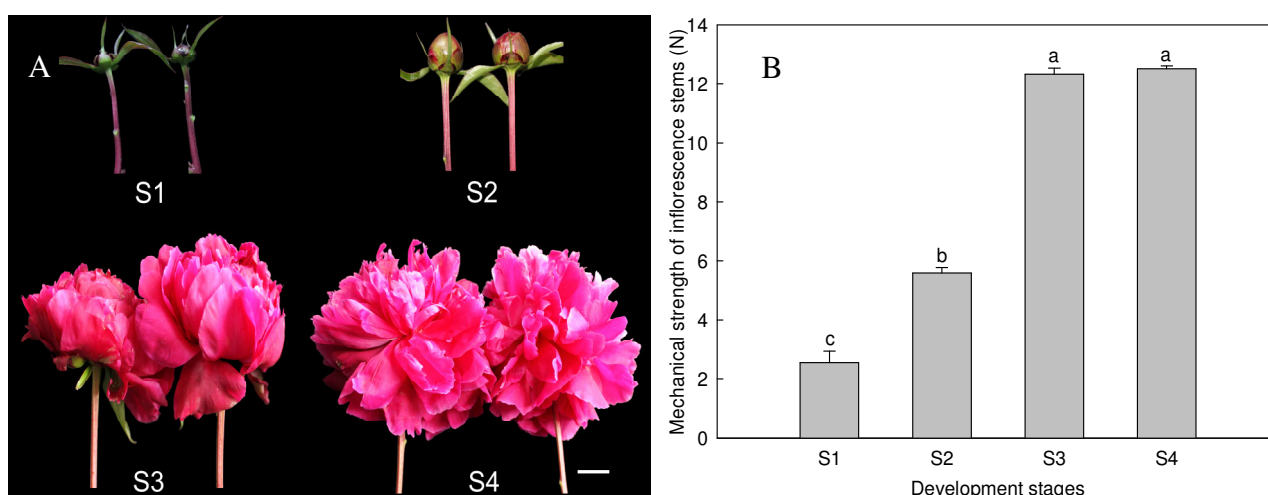 A
S1
S2
S3
S4
B
Mechanical strength of inflorescence stems (N)
14
12
10
8
6
4
2
0
c
b
a
a
S1
S2
S3
S4
Development stages